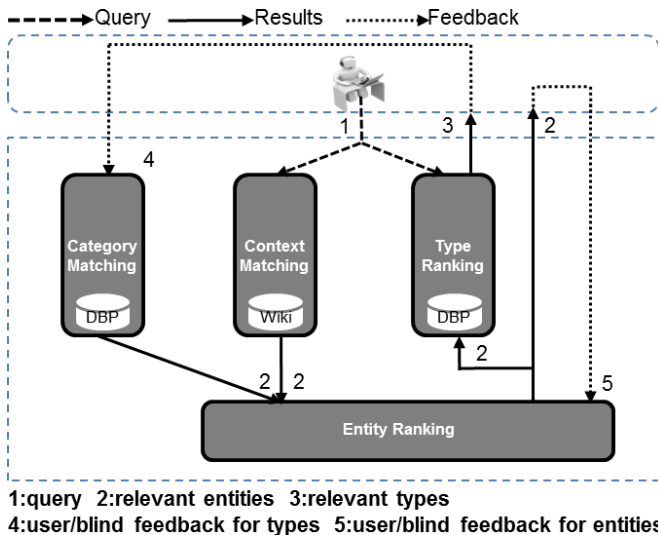 Query Results Feedback
1 3 2
4
Category Matching
Context Matching
Type Ranking
DBP Wiki DBP
2
2 2
5
Entity Ranking
1:query 2:relevant entities 3:relevant types
4:user/blind feedback for types 5:user/blind feedback for entities